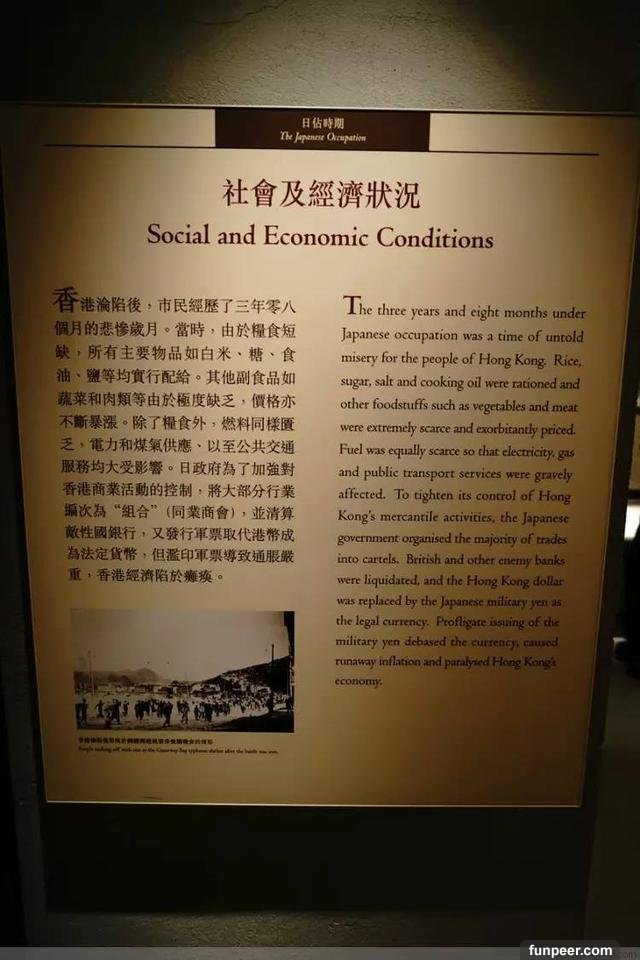 日佔時期
The Japanese Occupation
社會及經濟狀況
Social and Economic Conditions
香港淪陷後，市民經歷了三年零八
個月的悲慘歲月。當時，由於糧食短
缺，所有主要物品如白米、糖、食
油、鹽等均實行配給。其他副食品如
蔬菜和肉類等由於極度缺乏，價格亦
不斷暴漲。除了糧食外，燃料同樣匱
乏，電力和煤氣供應、以至公共交通
服務均大受影響。日政府為了加強對
香港商業活動的控制，將大部分行業
編次為“組合”(同業商會)，並清算
敵性國銀行，又發行軍票取代港幣成
為法定貨幣，但濫印軍票導致通脹嚴
重，香港經濟陷於癱瘓。
The three years and eight months under
Japanese occupation was a time of untold
misery for the people of Hong Kong. Rice,
sugar, salt and cooking oil were rationed and
other foodstuffs such as vegetables and meat
were extremely scarce and exorbitantly priced.
Fuel was equally scarce so that electricity, gas
and public transport services were gravely
affected. To tighten its control of Hong
Kong's mercantile activities, the Japanese
government organised the majority of trades
into cartels. British and other enemy banks
were liquidated, and the Hong Kong dollar
was replaced by the Japanese military yen as
the legal currency. Profligate issuing of the
military yen debased the currency, caused
runaway inflation and paralysed Hong Kong's
economy.
People making off with rice at the Causeway Bay typhoon shelter after the battle was over.
funpeer.com